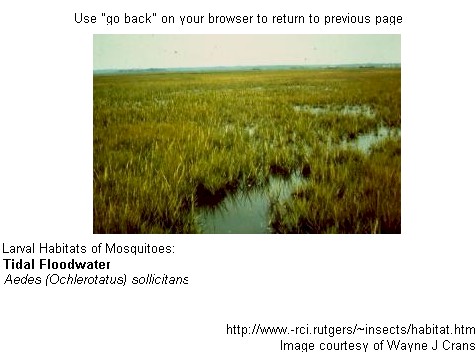 Use "go back" on your browser to return to previous page
Larval Habitats of Mosquitoes:
Tidal Floodwater
Aedes (Ochlerotatus) sollicitans
http://www.-rci.rutgers/~insects/habitat.htm
Image courtesy of Wayne J Crans